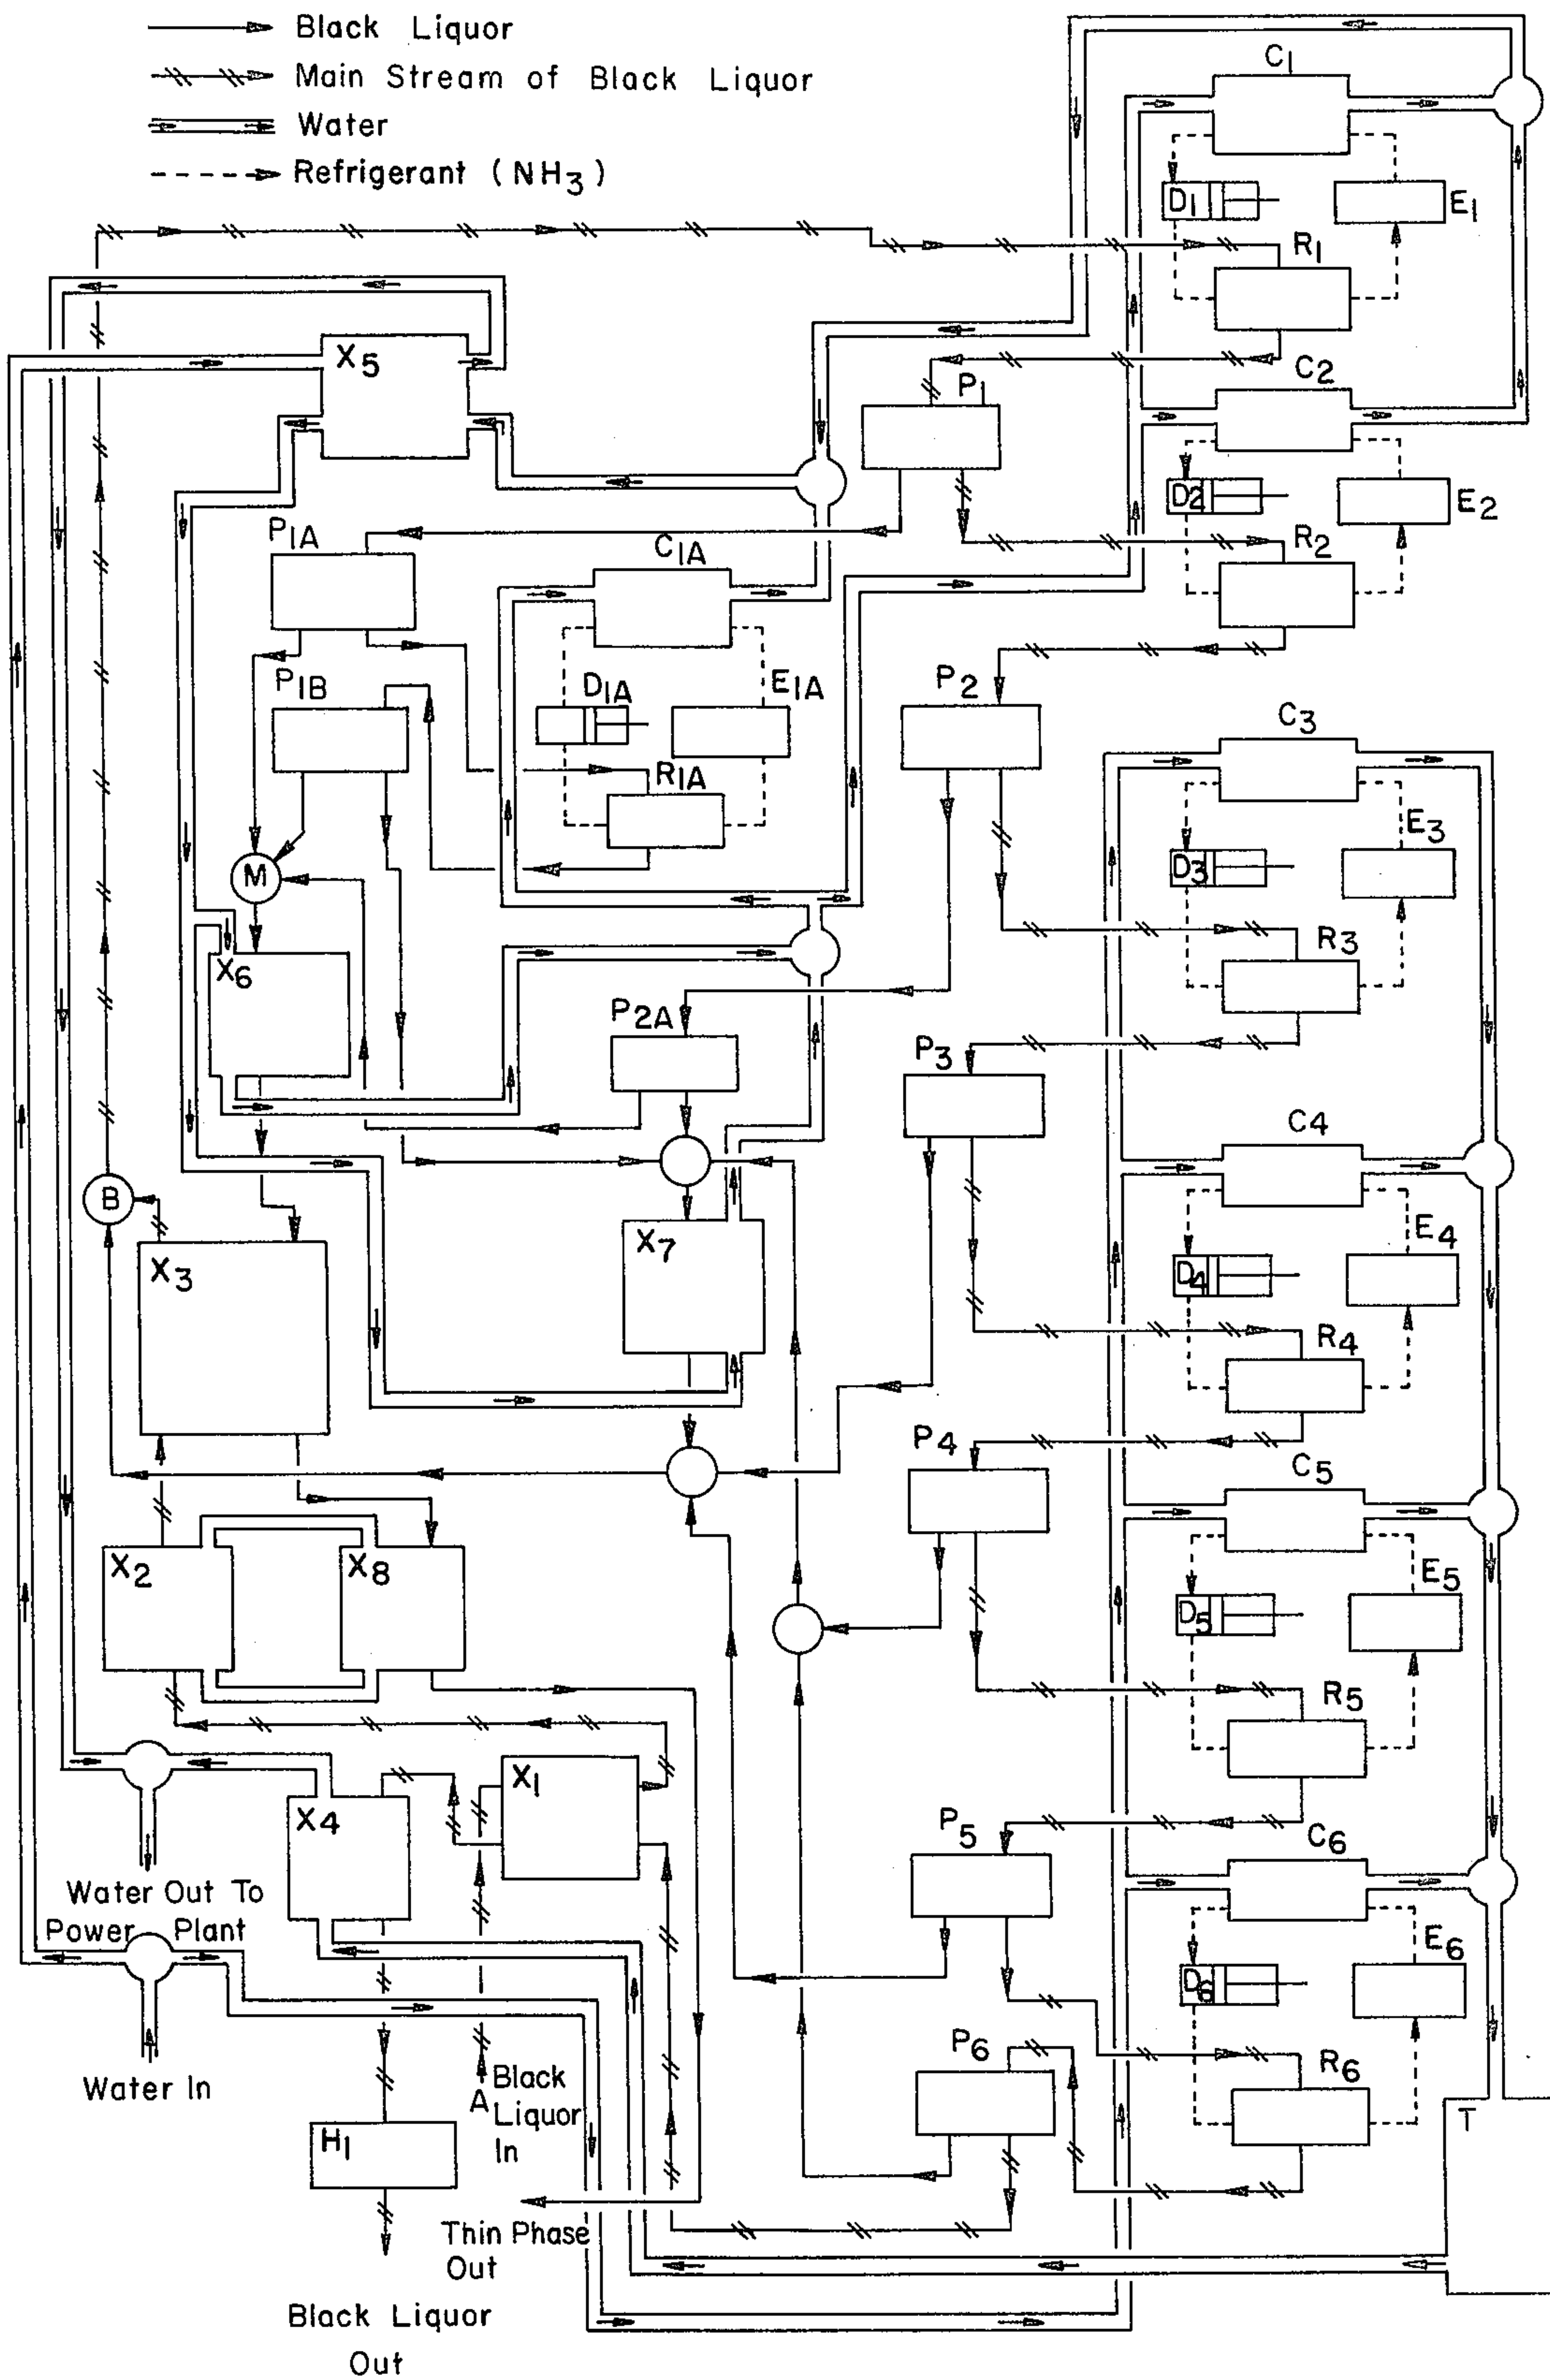 Black Liquor
Main Stream of Black Liquor
Water
Refrigerant (NH3)
C1
D1
E1
R1
X5
C2
P1
D2
E2
P1A
C1A
R2
P1B
D1A
E1A
P2
C3
R1A
E3
D3
M
X6
R3
P2A
P3
C4
B
X7
E4
X3
D4
R4
P4
C5
X2
X8
E5
D5
R5
X1
X4
P5
C6
Water Out To
Power Plant
E6
D6
P6
R6
Water In
A
Black
Liquor
In
T
H1
Thin Phase
Out
Black Liquor
Out